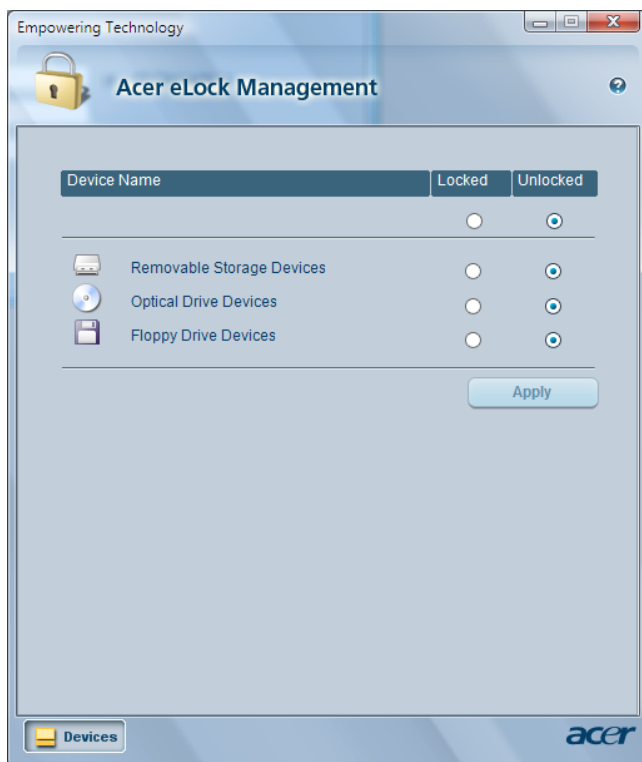 Empowering Technology
Acer eLock Management
Device Name Locked Unlocked
Removable Storage Devices
Optical Drive Devices
Floppy Drive Devices
Apply
Devices
acer